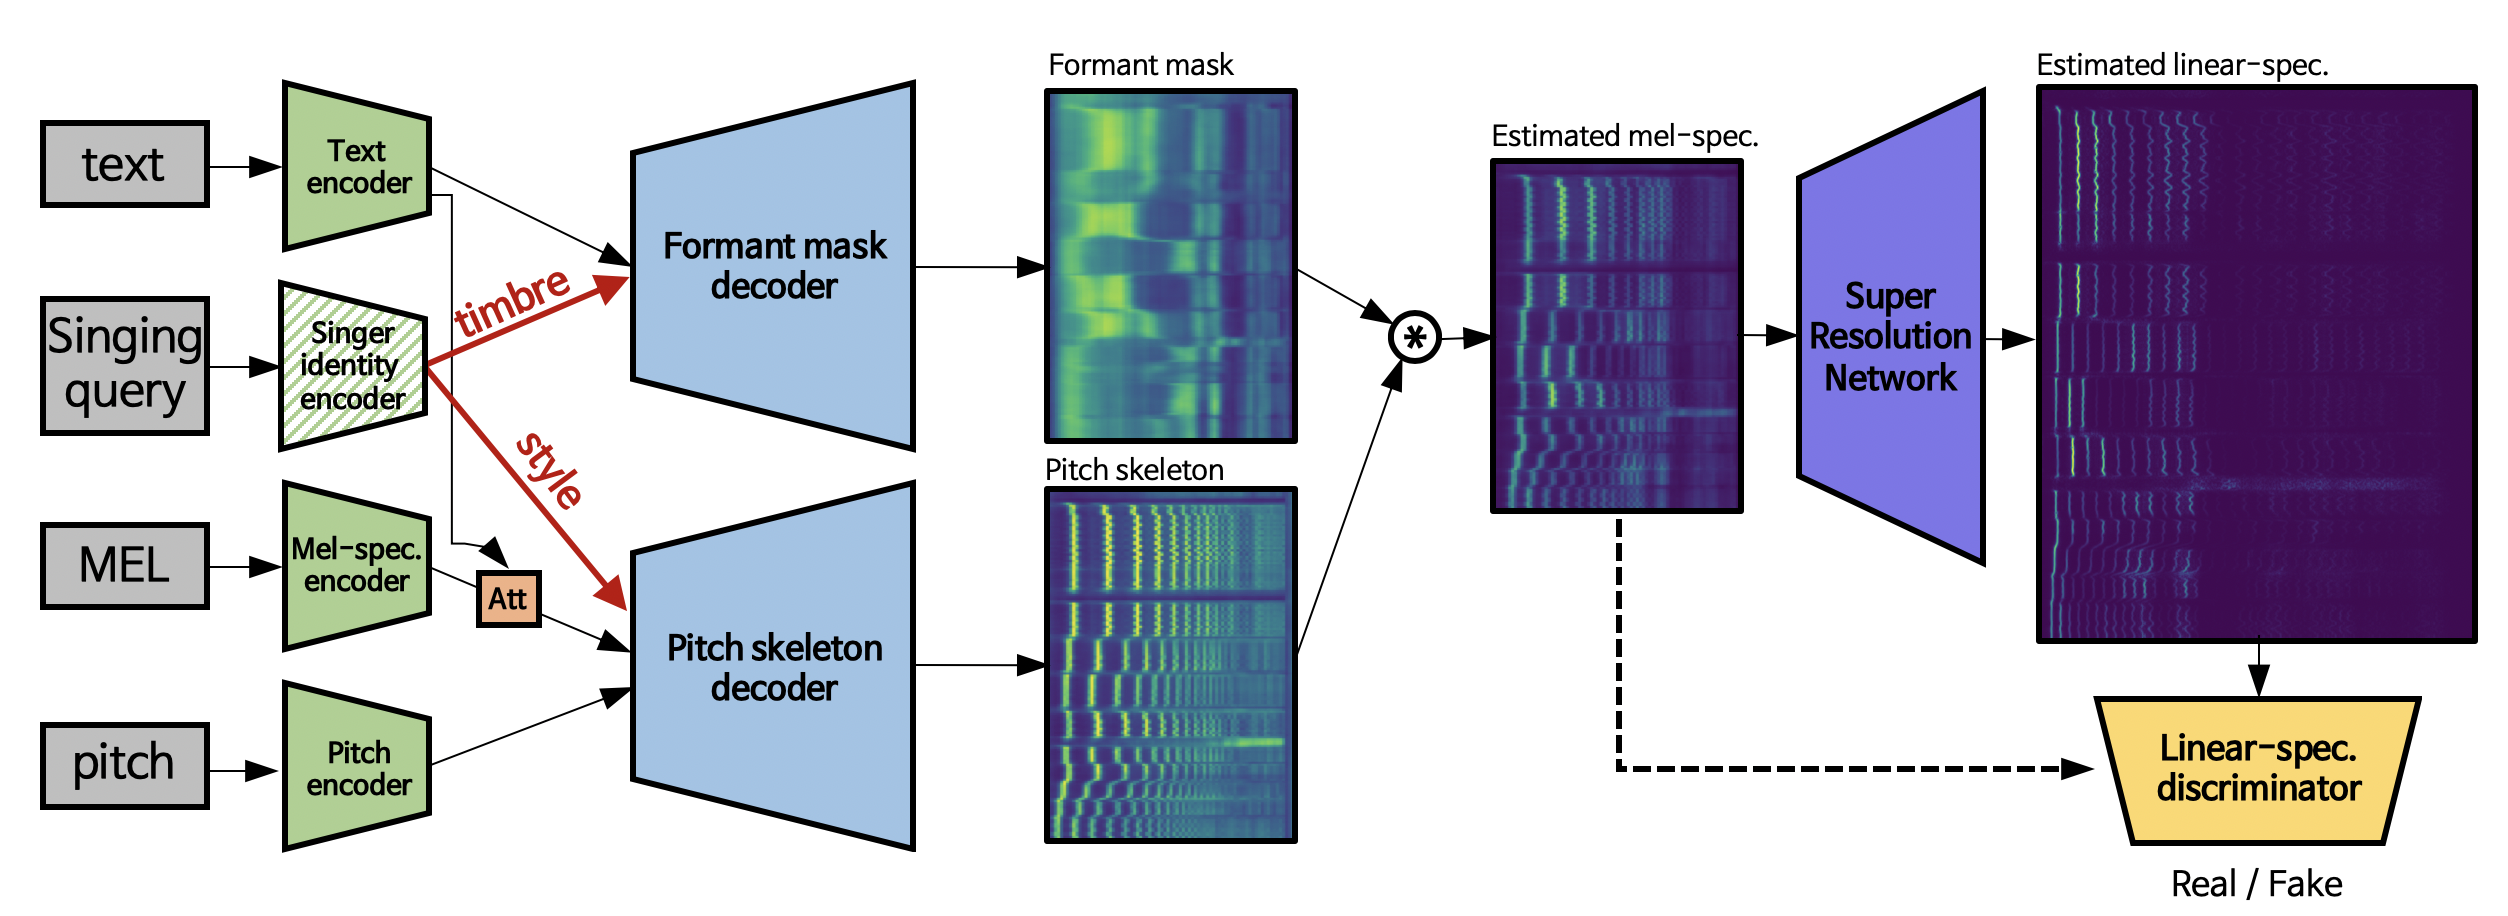 text
Text
encoder
Singing
query
Singer
identity
encoder
MEL
Mel-spec.
encoder
pitch
Pitch
encoder
timbre
style
Att
Formant mask
decoder
Pitch skeleton
decoder
Formant mask
Pitch skeleton
*
Estimated mel-spec.
Super
Resolution
Network
Estimated linear-spec.
Linear-spec.
discriminator
Real / Fake